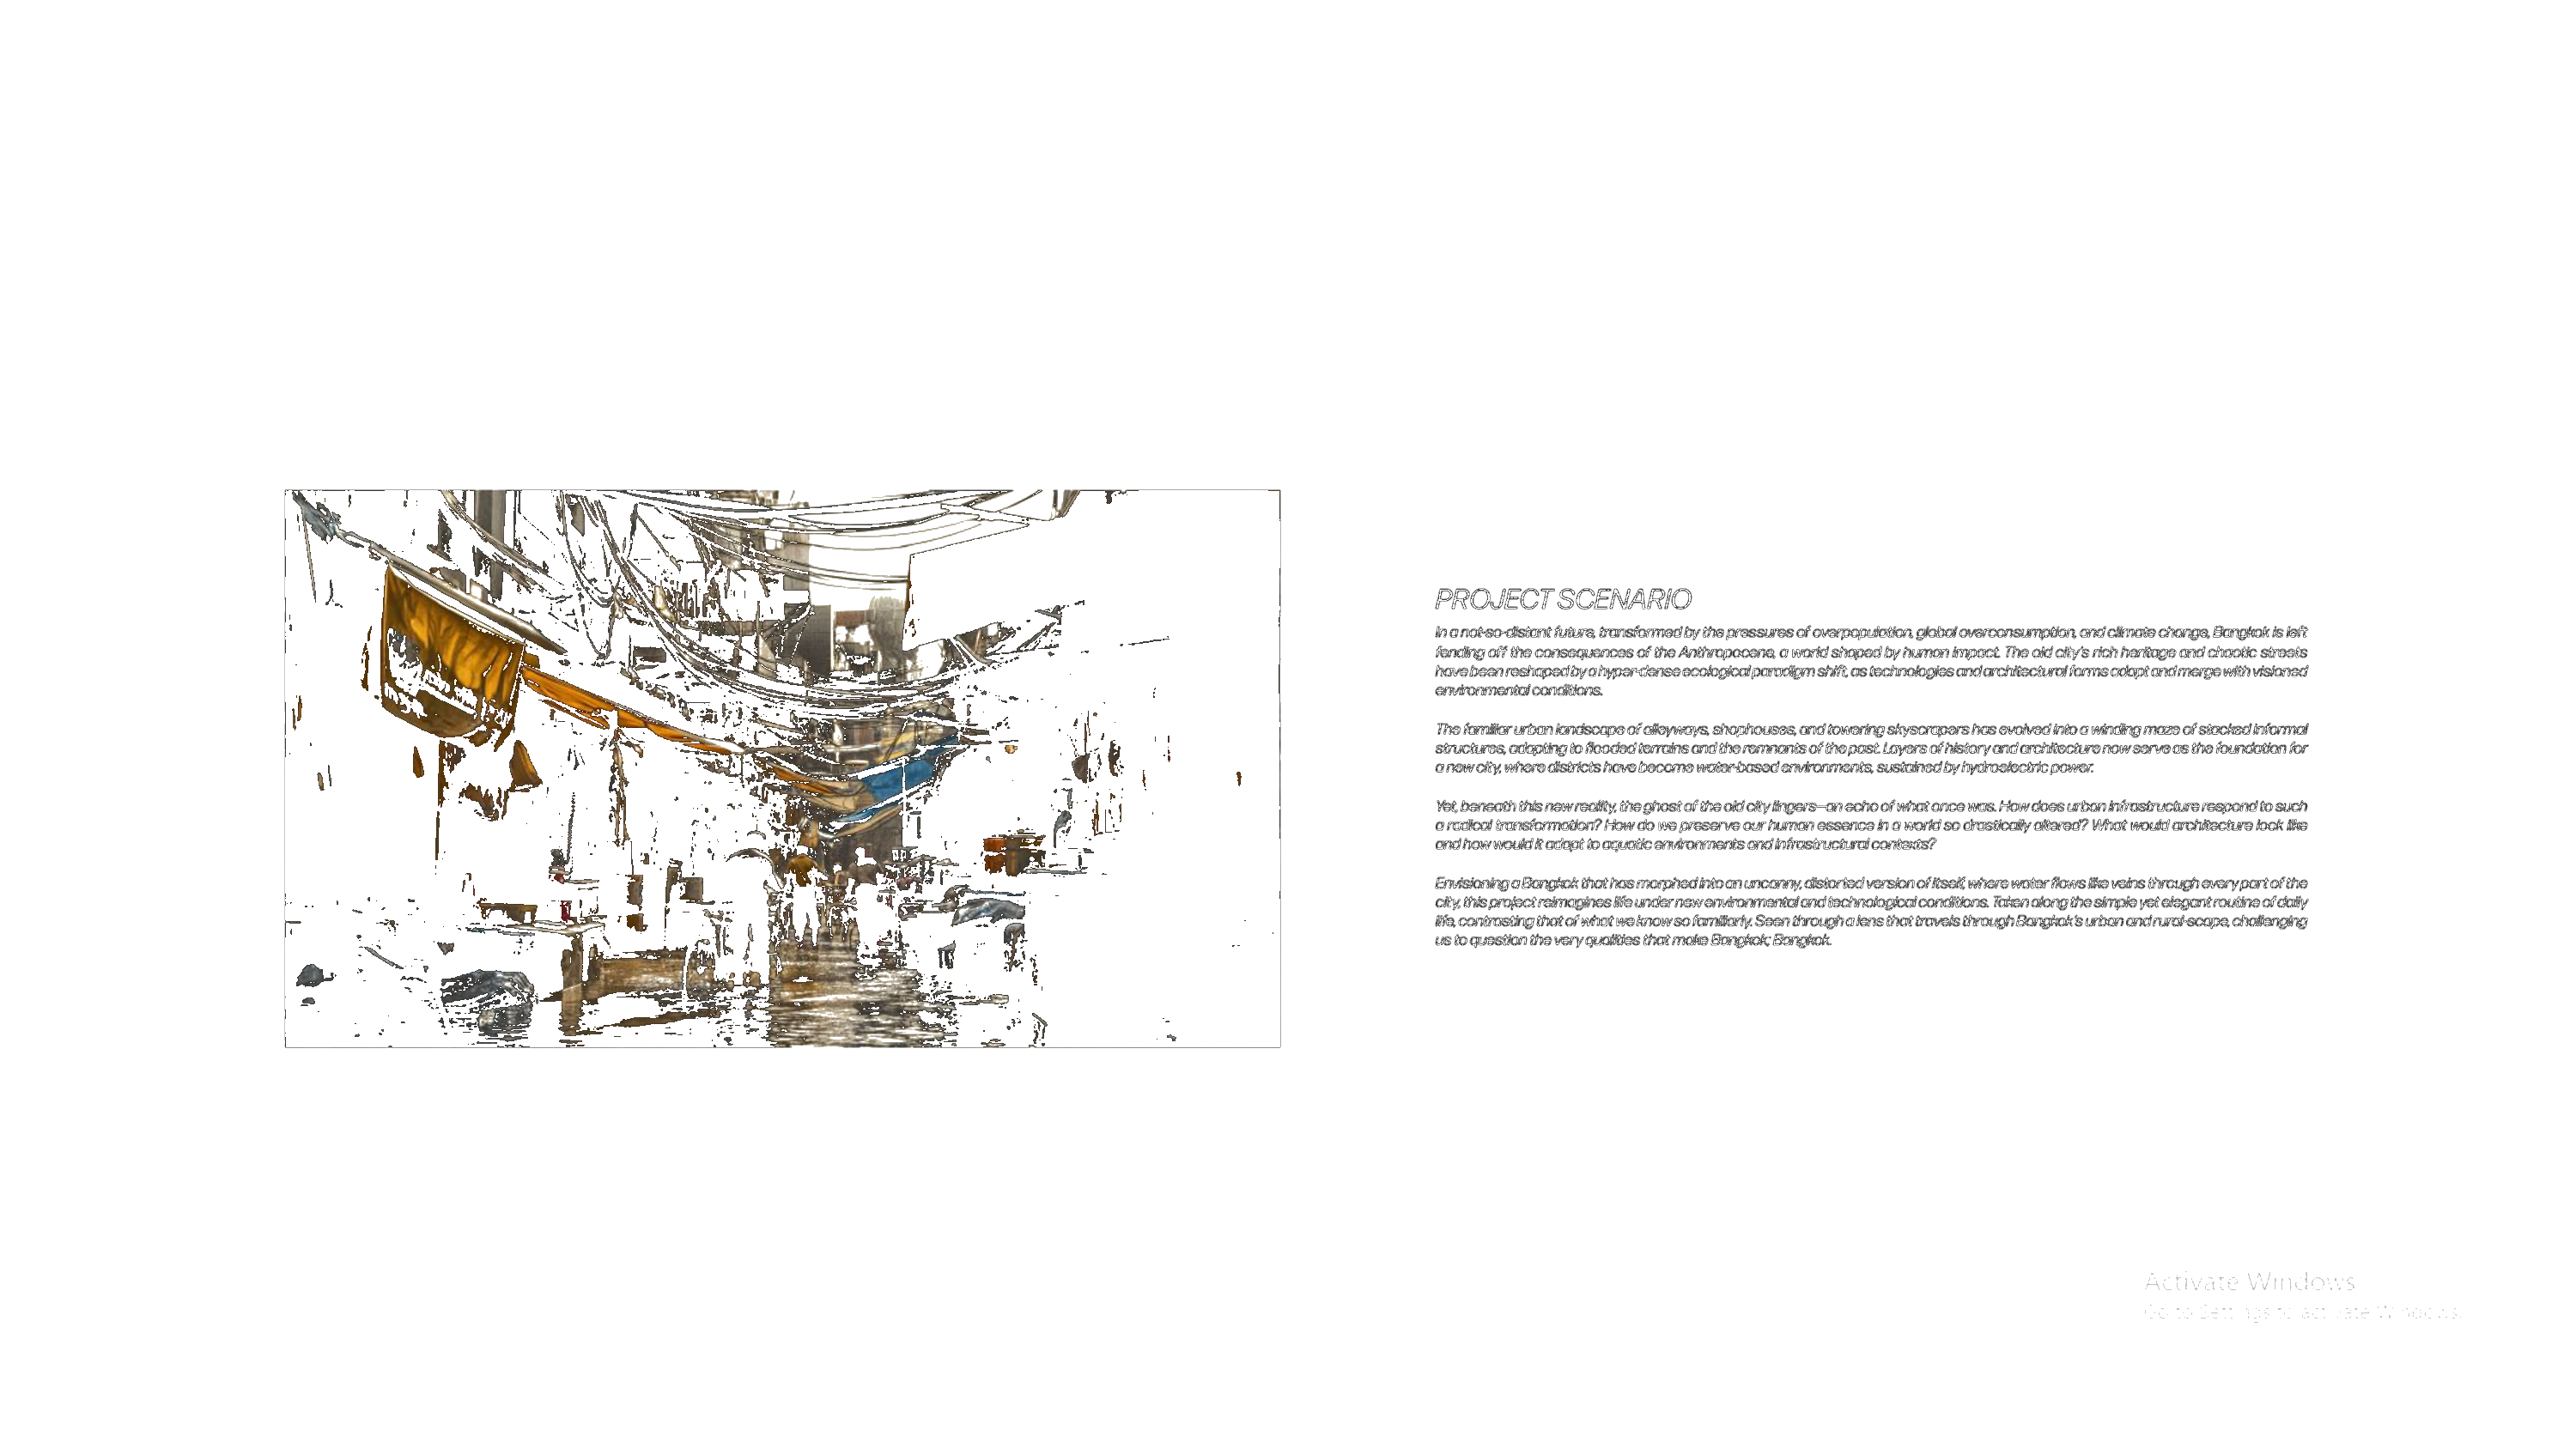 PROJECT SCENARIO
In a not-so-distant future, transformed by the pressures of overpopulation, global overconsumption, and climate change, Bangkok is left
fending off the consequences of the Anthropocene, a world shaped by human impact. The old city's rich heritage and chaotic streets
have been reshaped by a hyper-dense ecological paradigm shift, as technologies and architectural forms adapt and merge with visioned
environmental conditions.
The familiar urban landscape of alleyways, shophouses, and towering skyscrapers has evolved into a winding maze of stacked informal
structures, adapting to flooded terrains and the remnants of the past. Layers of history and architecture now serve as the foundation for
a new city, where districts have become water-based environments, sustained by hydroelectric power.
Yet, beneath this new reality, the ghost of the old city lingers—an echo of what once was. How does urban infrastructure respond to such
a radical transformation? How do we preserve our human essence in a world so drastically altered? What would architecture look like
and how would it adapt to aquatic environments and infrastructural contexts?
Envisioning a Bangkok that has morphed into an uncanny, distorted version of itself, where water flows like veins through every part of the
city, this project reimagines life under new environmental and technological conditions. Taken along the simple yet elegant routine of daily
life, contrasting that of what we know so familiarly. Seen through a lens that travels through Bangkok's urban and rural-scape, challenging
us to question the very qualities that make Bangkok; Bangkok.
Activate Windows
Go to Settings to activate Windows.